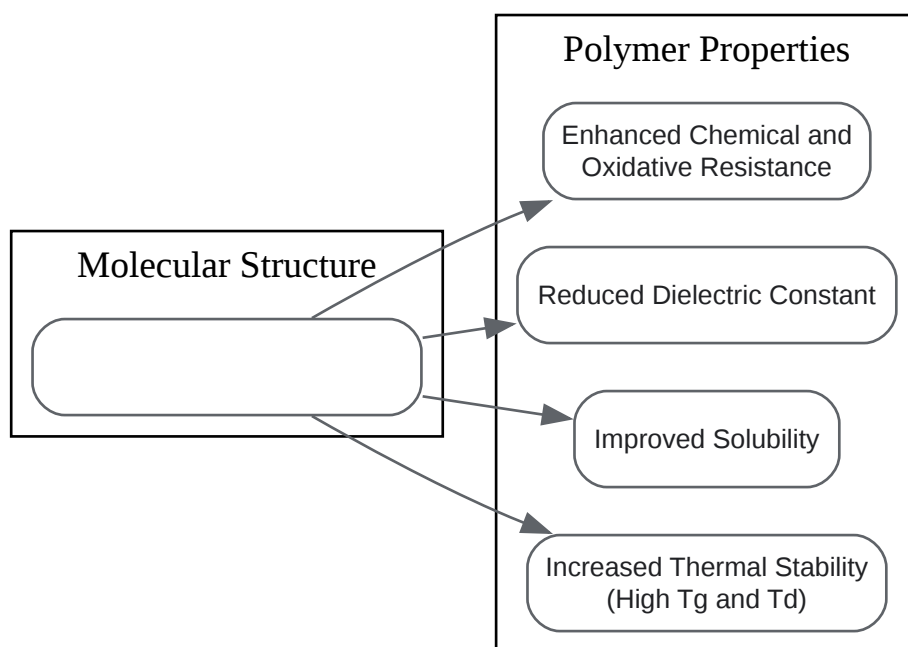 Polymer Properties
Enhanced Chemical and
Oxidative Resistance
Molecular Structure
Reduced Dielectric Constant
Improved Solubility
Increased Thermal Stability
(High Tg and Td)